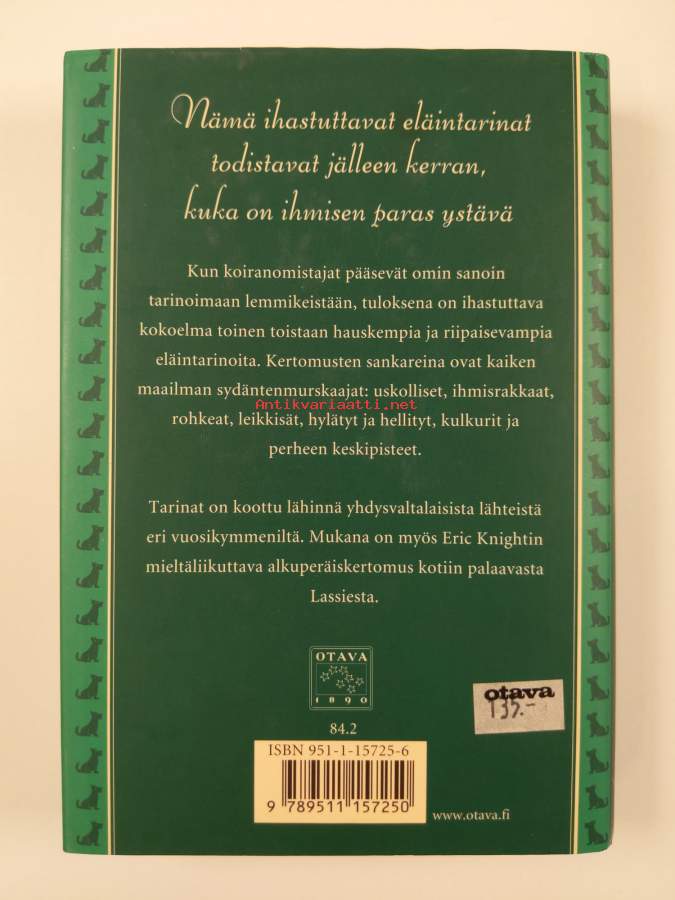 Nämä ihastuttavat eläintarinat
todistavat jälleen kerran,
kuka on ihmisen paras ystävä
Kun koiranomistajat pääsevät omin sanoin
tarinoimaan lemmikeistään, tuloksena on ihastuttava
kokoelma toinen toistaan hauskempia ja riipaisevampia
eläintarinoita. Kertomusten sankareina ovat kaiken
maailman sydäntenmurskaajat: uskolliset, ihmisrakkaat,
Antikvariaatti.net
rohkeat, leikkisät, hylätyt ja hellityt, kulkurit ja
perheen keskipisteet.
Tarinat on koottu lähinnä yhdysvaltalaisista lähteistä
eri vuosikymmeniltä. Mukana on myös Eric Knightin
mieltäliikuttava alkuperäiskertomus kotiin palaavasta
Lassiesta.
OTAVA
1890
otava
135.-
84.2
ISBN 951-1-15725-6
9 789511 157250
www.otava.fi